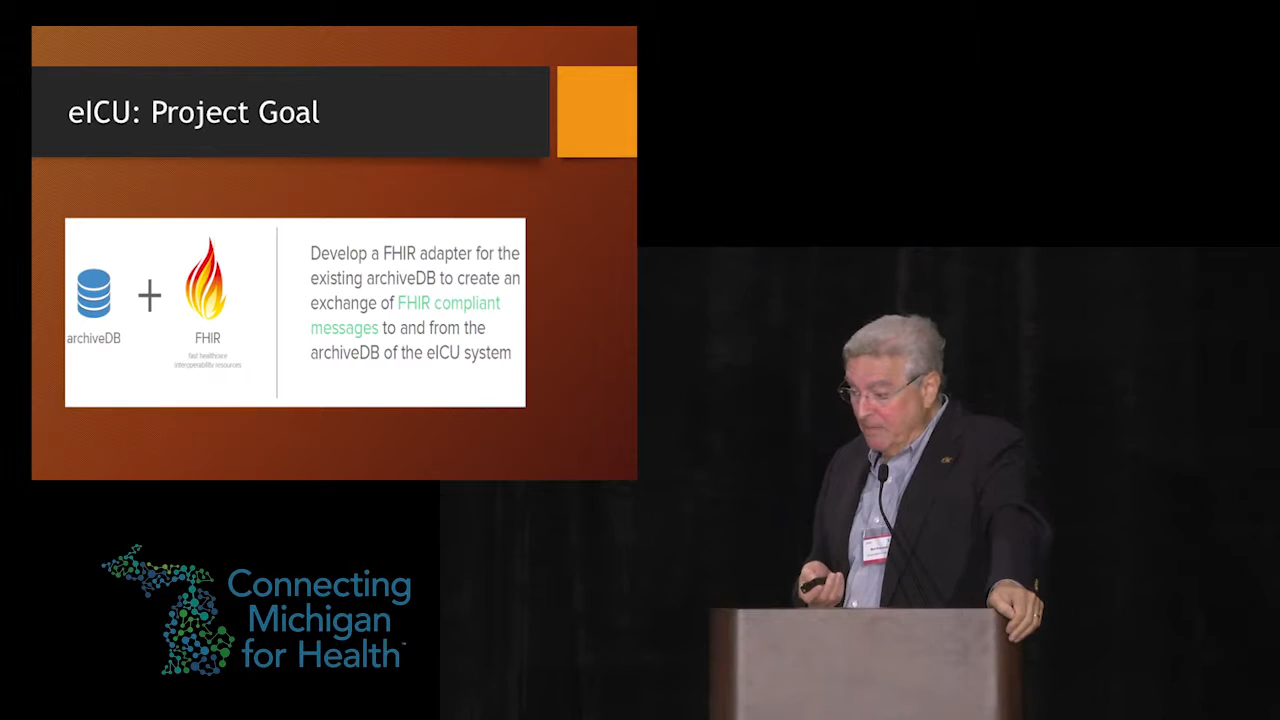 eICU: Project Goal
archiveDB
+
FHIR
fast healthcare
interoperability resources
Develop a FHIR adapter for the
existing archiveDB to create an
exchange of FHIR compliant
messages to and from the
archiveDB of the eICU system
Connecting
Michigan
for Health™